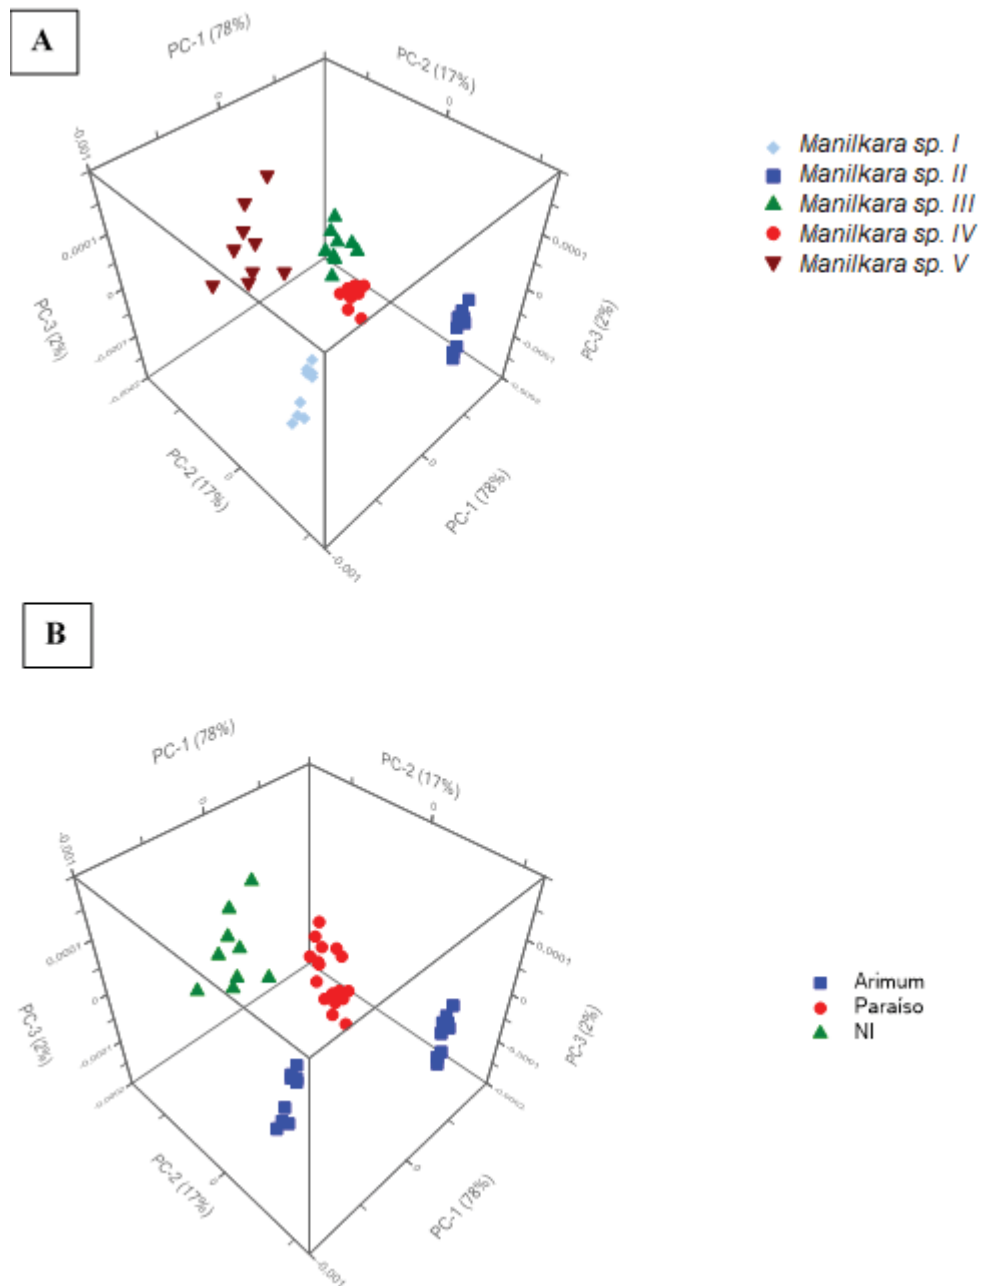 A
PC-1 (78%)
PC-2 (17%)
0
0
-0,001
0,0001
0
-0,0001
-0,0002
PC-3 (2%)
0,0001
0
-0,0001
-0,0002
PC-3 (2%)
PC-2 (17%)
0
PC-1 (78%)
0
-0,001
Manilkara sp. I
Manilkara sp. II
Manilkara sp. III
Manilkara sp. IV
Manilkara sp. V
B
PC-1 (78%)
PC-2 (17%)
0
0
-0,001
0,0001
0
-0,0001
-0,0002
PC-3 (2%)
0,0001
0
-0,0001
-0,0002
PC-3 (2%)
PC-2 (17%)
0
PC-1 (78%)
0
-0,001
Arimum
Paraíso
NI